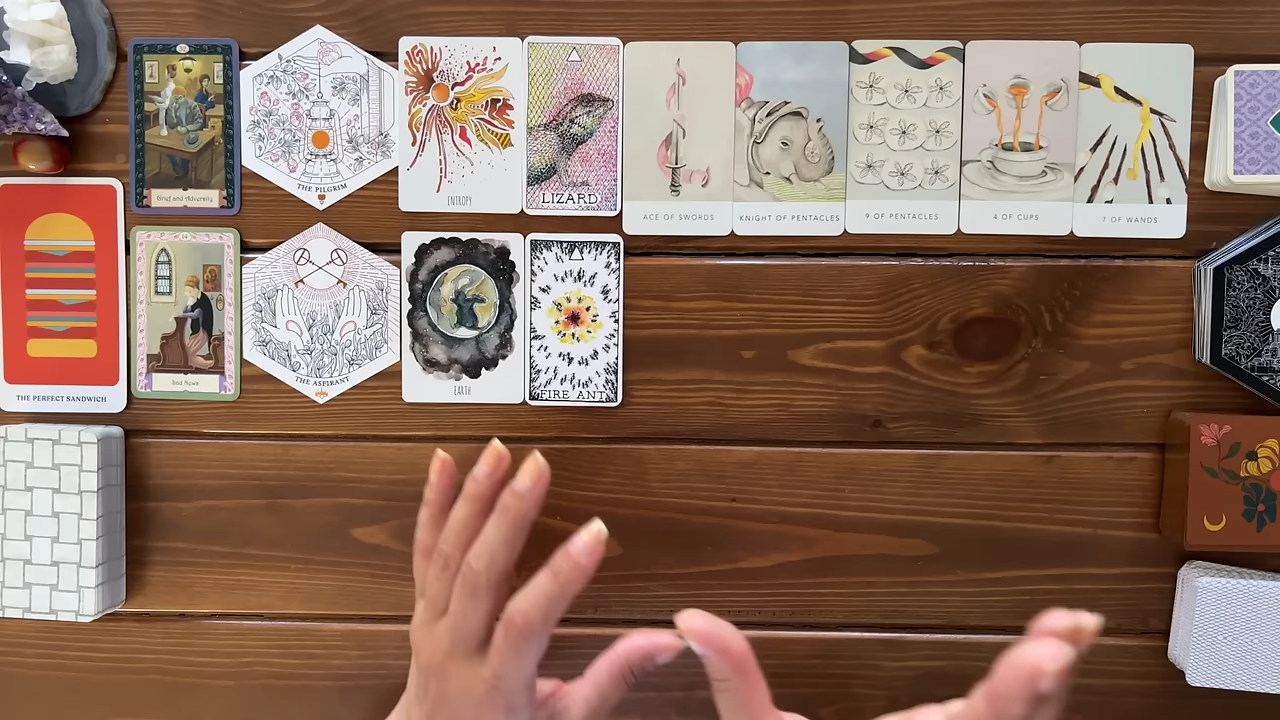 Grief and Adversity
THE PILGRIM
ENTROPY
LIZARD
ACE OF SWORDS
KNIGHT OF PENTACLES
9 OF PENTACLES
4 OF CUPS
7 OF WANDS
THE PERFECT SANDWICH
Sad News
THE ASPIRANT
EARTH
FIRE ANT